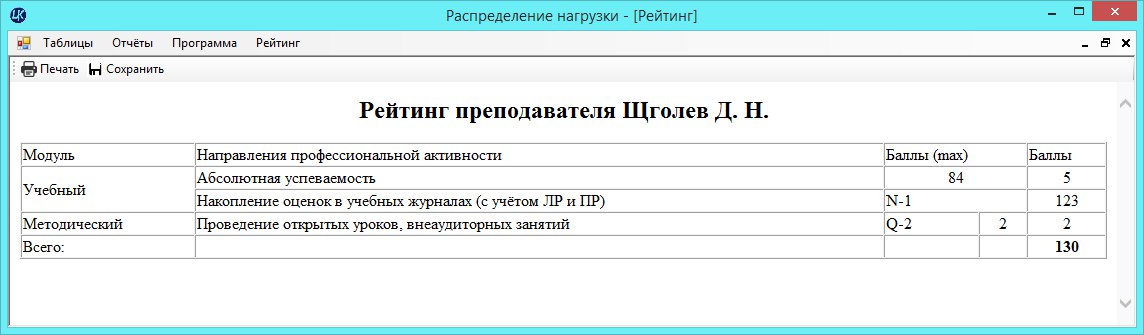 LK Распределение нагрузки - [Рейтинг]
Таблицы Отчёты Программа Рейтинг
Печать Сохранить
Рейтинг преподавателя Щголев Д. Н.
Модуль Направления профессиональной активности Баллы (max) Баллы
Учебный Абсолютная успеваемость 84 5
Накопление оценок в учебных журналах (с учётом ЛР и ПР) N-1 123
Методический Проведение открытых уроков, внеаудиторных занятий Q-2 2 2
Всего: 130